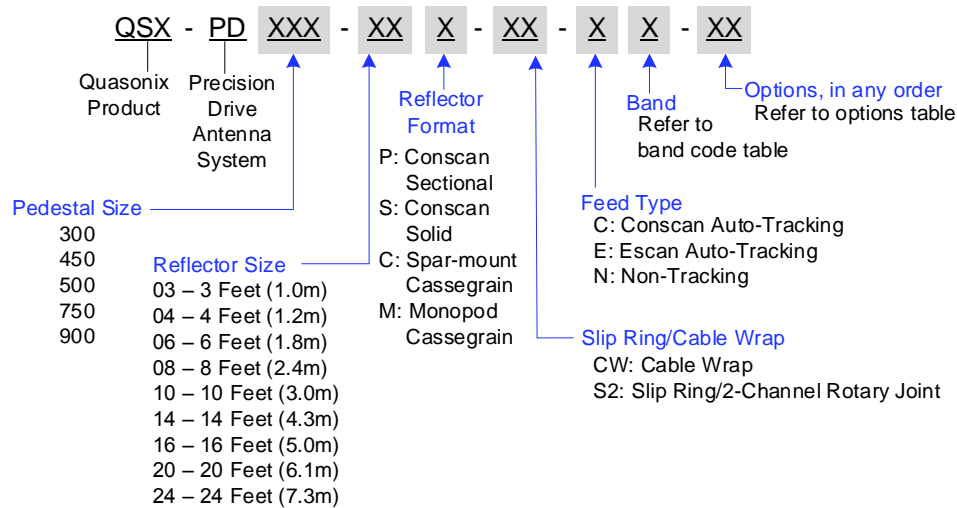 QSX - PD XXX - XX X - XX - X X - XX
Quasonix
Product
Precision
Drive
Antenna
System
Pedestal Size
300
450
500
750
900
Reflector Size
03 – 3 Feet (1.0m)
04 – 4 Feet (1.2m)
06 – 6 Feet (1.8m)
08 – 8 Feet (2.4m)
10 – 10 Feet (3.0m)
14 – 14 Feet (4.3m)
16 – 16 Feet (5.0m)
20 – 20 Feet (6.1m)
24 – 24 Feet (7.3m)
Reflector
Format
P: Conscan
Sectional
S: Conscan
Solid
C: Spar-mount
Cassegrain
M: Monopod
Cassegrain
Slip Ring/Cable Wrap
CW: Cable Wrap
S2: Slip Ring/2-Channel Rotary Joint
Feed Type
C: Conscan Auto-Tracking
E: Escan Auto-Tracking
N: Non-Tracking
Band
Refer to
band code table
Options, in any order
Refer to options table